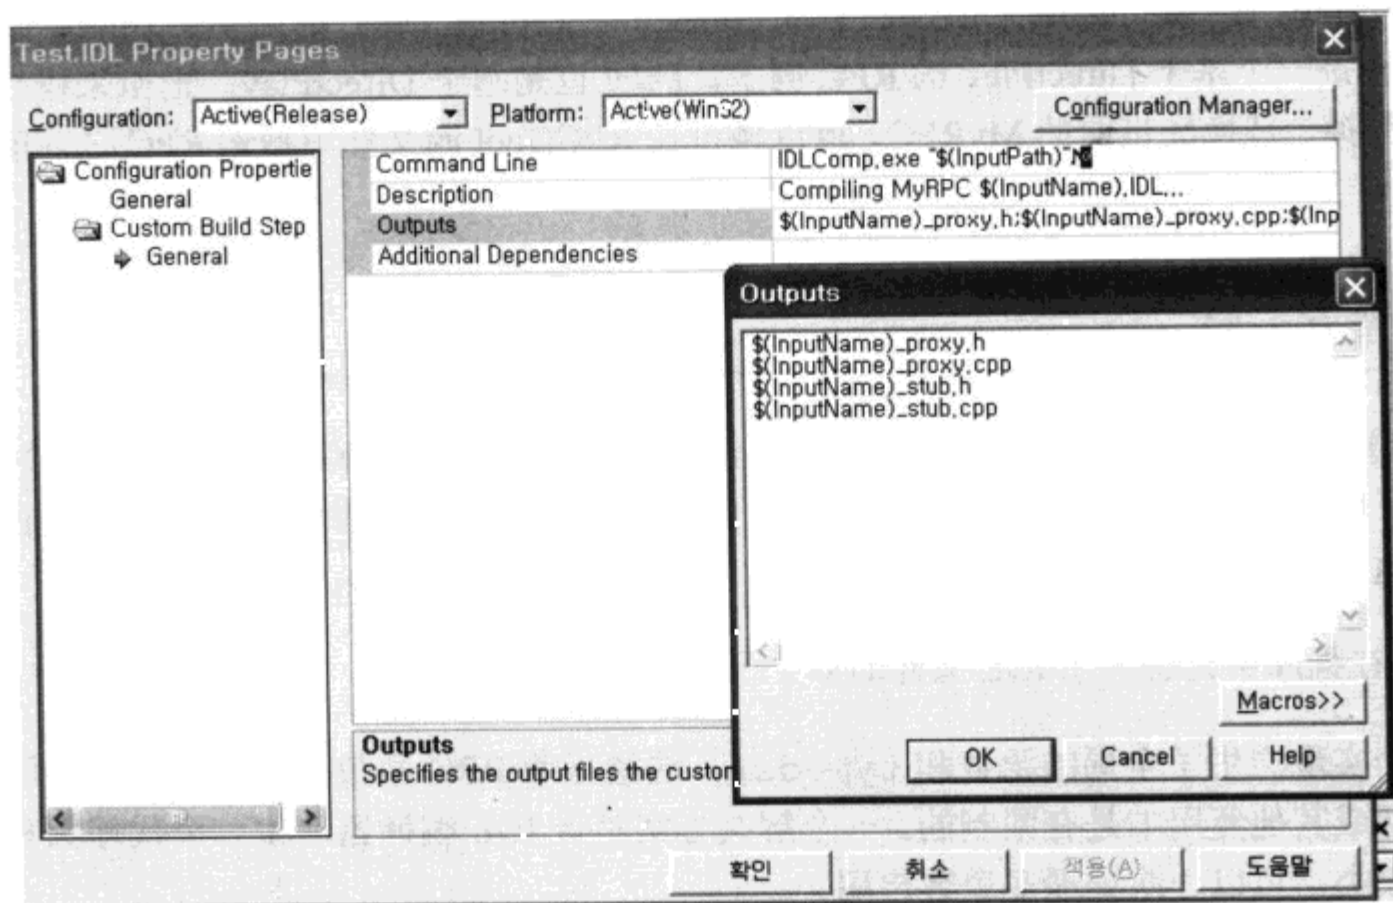 Test.IDL Property Pages
Configuration: Active(Release) Platform: Active(Win32) Configuration Manager...
Configuration Propertie
General
Custom Build Step
General
Command Line IDLComp.exe "$(InputPath)"
Description Compiling MyRPC $(InputName).IDL...
Outputs $(InputName)_proxy.h;$(InputName)_proxy.cpp;$(Inp
Additional Dependencies
Outputs
$(InputName)_proxy.h
$(InputName)_proxy.cpp
$(InputName)_stub.h
$(InputName)_stub.cpp
Macros>>
OK Cancel Help
Outputs
Specifies the output files the custon
확인 취소 적용(A) 도움말